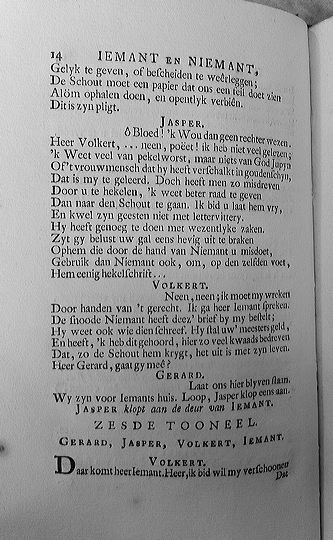 14 IEMANT EN NIEMANT,
Gelyk te geven, of bescheiden te weêrleggen;
De Schout moet een papier dat ons een feil doet zien
Alöm ophalen doen, en opentlyk verbiên.
Dit is zyn pligt.
JASPER.
ô Bloed! 'k Wou dan geen rechter wezen.
Heer Volkert, ... neen, poëet! ik heb niet veel gelezen;
'k Weet veel van pekelworst, maar niets van God Jupyn
Of 't vrouwmensch dat hy heeft verschalkt in goudenschyn,
Dat is my te geleerd. Doch heeft men zo misdreven
Door u te hekelen, 'k weet beter raad te geven
Dan naar den Schout te gaan. Ik bid u laat hem vry,
En kwel zyn geesten niet met lettervittery.
Hy heeft genoeg te doen met wezentlyke zaken.
Zyt gy belust uw gal eens hevig uit te braken
Ophem die door de hand van Niemant u misdoet,
Gebruik dan Niemant ook, om, op den zelfden voet,
Hem eenig hekelschrift...
VOLKERT.
Neen, neen; ik moet my wreken
Door handen van 't gerecht. Ik ga heer Iemant spreken.
De snoode Niemant heeft deez' brief by my bestelt;
Hy weet ook wie dien schreef. Hy stal uw' meesters geld,
En heeft, 'k heb dit gehoord, hier zo veel kwaads bedreven
Dat, zo de Schout hem krygt, het uit is met zyn leven.
Heer Gerard, gaat gy meê?
GERARD.
Laat ons hier blyven staan.
Wy zyn voor Iemants huis. Loop, Jasper klop eens aan.
JASPER klopt aan de deur van IEMANT.
ZESDE TOONEEL.
GERARD, JASPER, VOLKERT, IEMANT.
VOLKERT.
Daar komt heer Iemant. Heer, ik bid wil my verschoonen
Dat